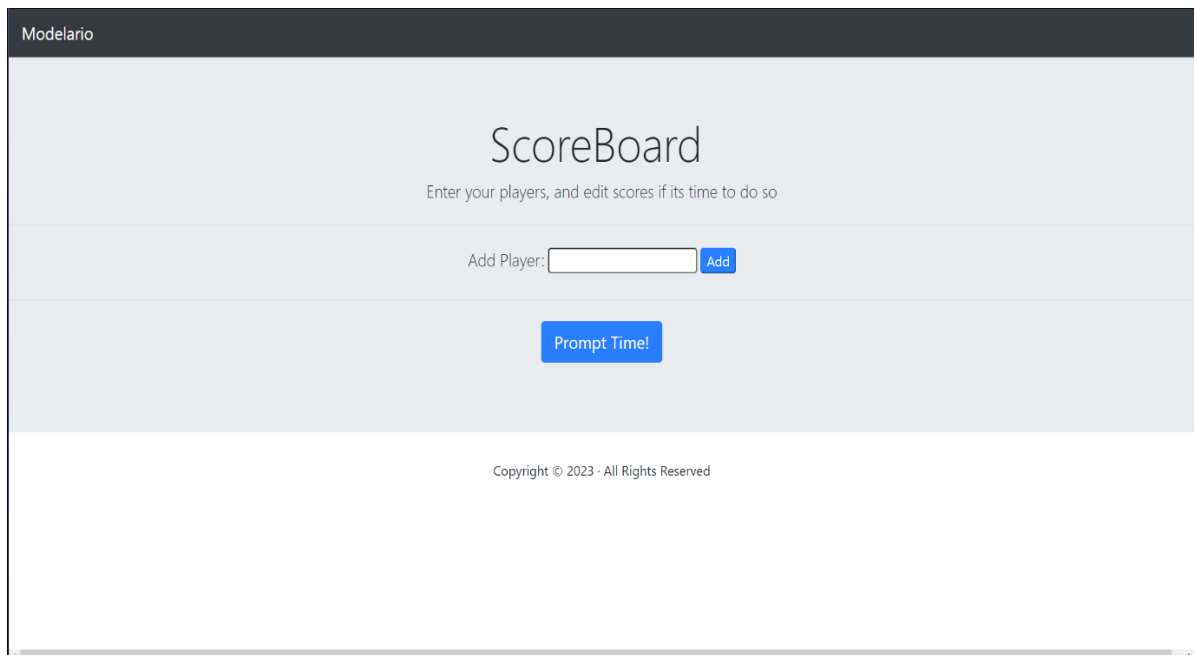 Modelario
ScoreBoard
Enter your players, and edit scores if its time to do so
Add Player: Add
Prompt Time!
Copyright © 2023 · All Rights Reserved